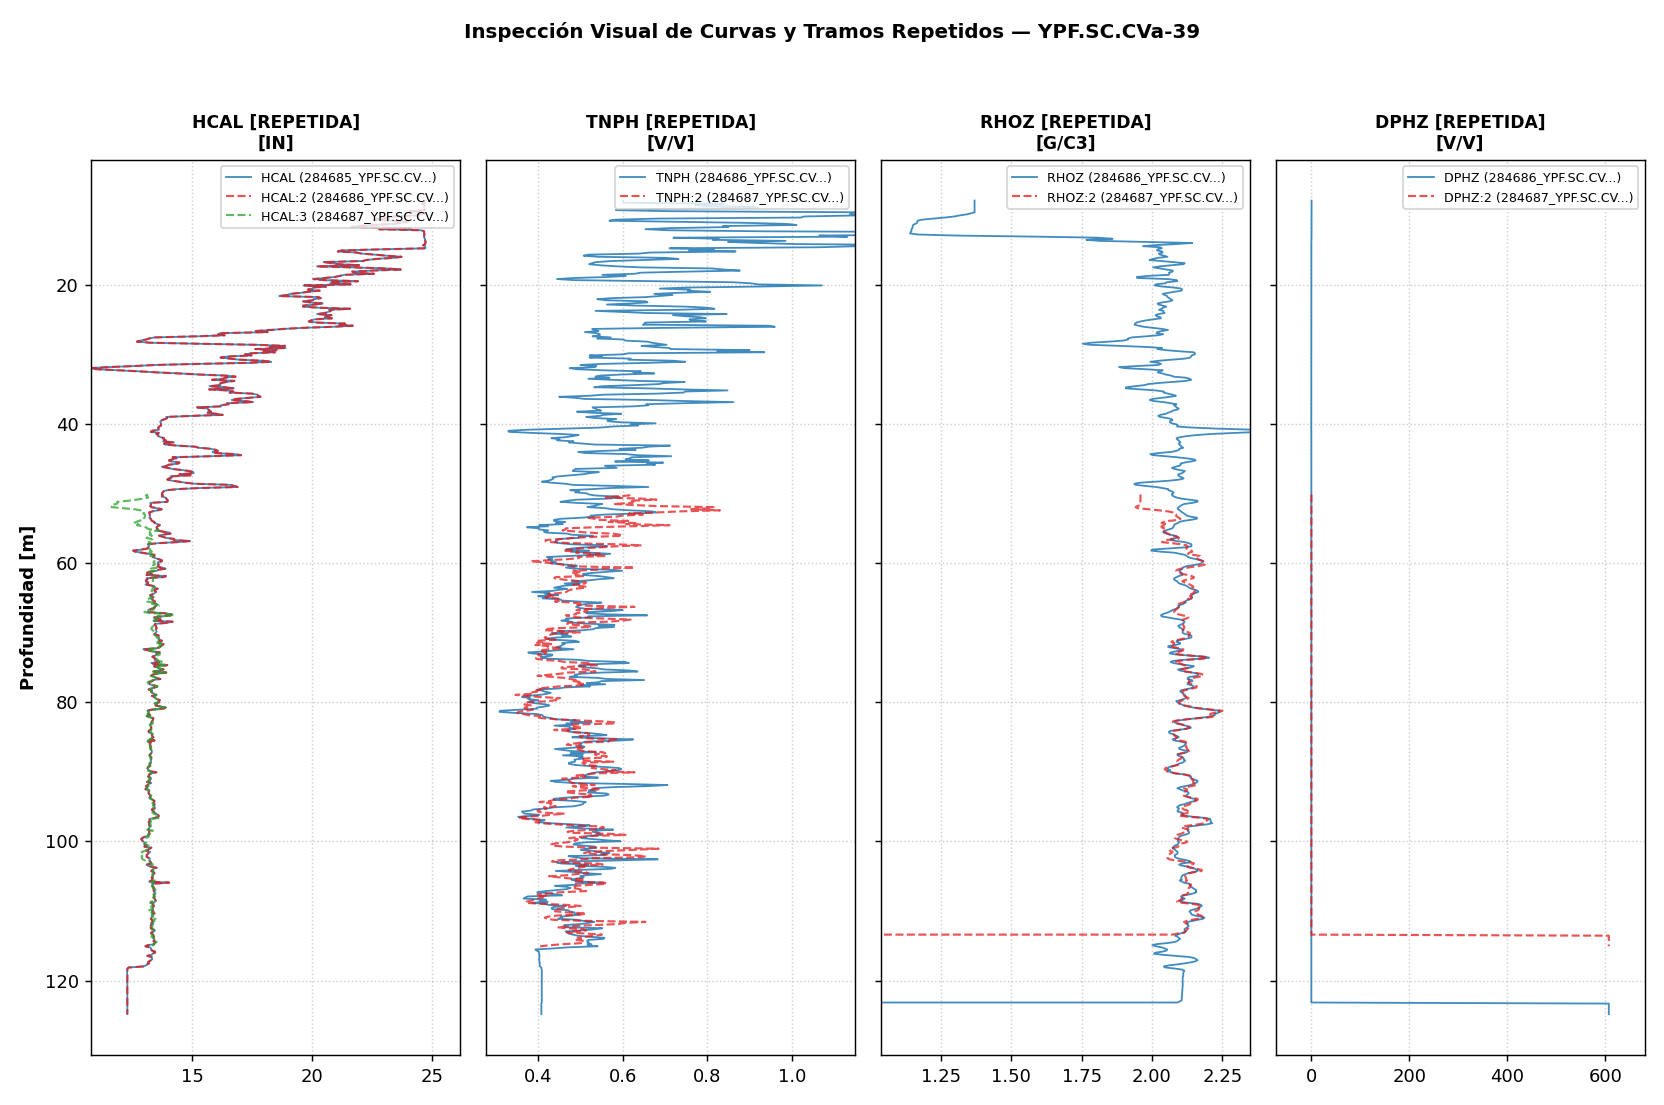 Inspección Visual de Curvas y Tramos Repetidos — YPF.SC.CVa-39
HCAL [REPETIDA]
[IN]
TNPH [REPETIDA]
[V/V]
RHOZ [REPETIDA]
[G/C3]
DPHZ [REPETIDA]
[V/V]
HCAL (284685_YPF.SC.CV...)
HCAL:2 (284686_YPF.SC.CV...)
HCAL:3 (284687_YPF.SC.CV...)
TNPH (284686_YPF.SC.CV...)
TNPH:2 (284687_YPF.SC.CV...)
RHOZ (284686_YPF.SC.CV...)
RHOZ:2 (284687_YPF.SC.CV...)
DPHZ (284686_YPF.SC.CV...)
DPHZ:2 (284687_YPF.SC.CV...)
Profundidad [m]
20
40
60
80
100
120
15 20 25
0.4 0.6 0.8 1.0
1.25 1.50 1.75 2.00 2.25
0 200 400 600